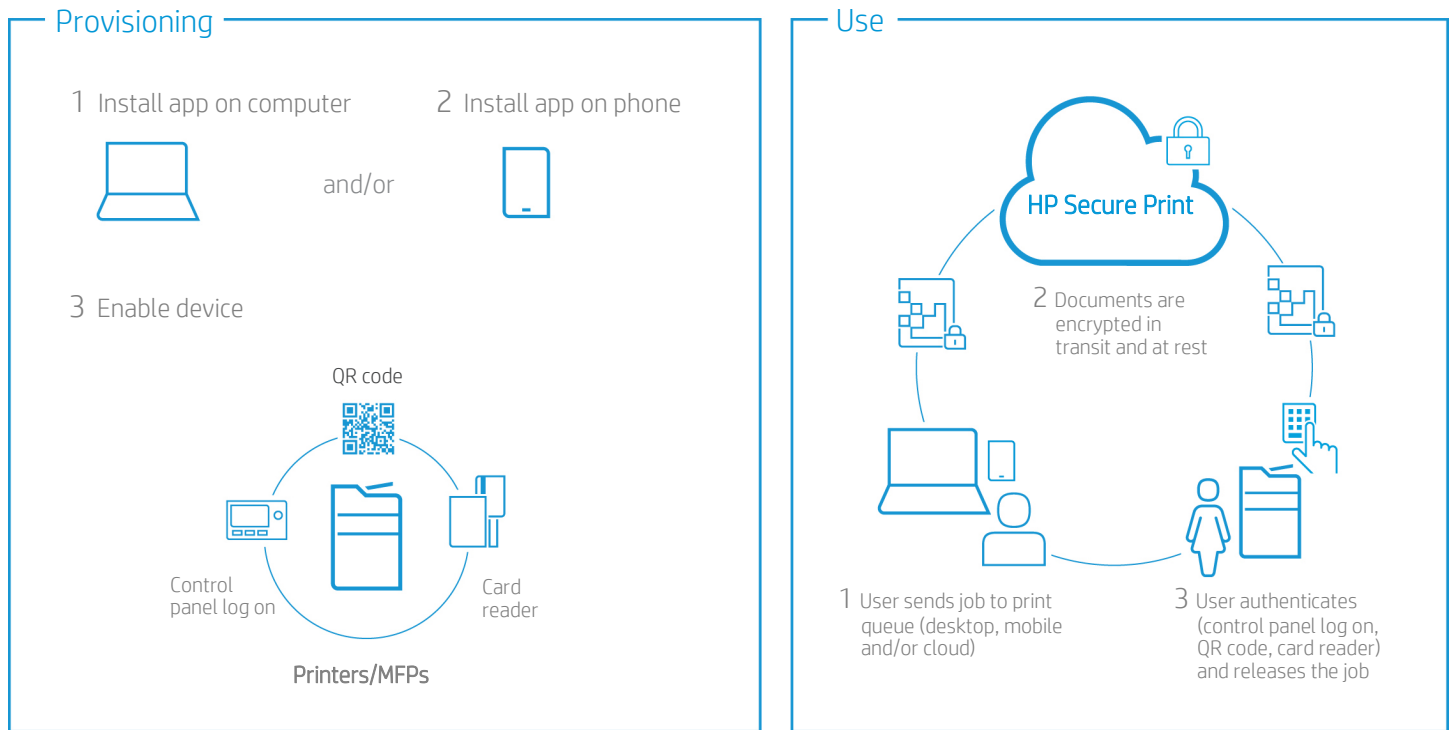 Provisioning
1 Install app on computer
and/or
2 Install app on phone
3 Enable device
QR code
Control
panel log on
Card
reader
Printers/MFPs
Use
HP Secure Print
2 Documents are
encrypted in
transit and at rest
1 User sends job to print
queue (desktop, mobile
and/or cloud)
3 User authenticates
(control panel log on,
QR code, card reader)
and releases the job